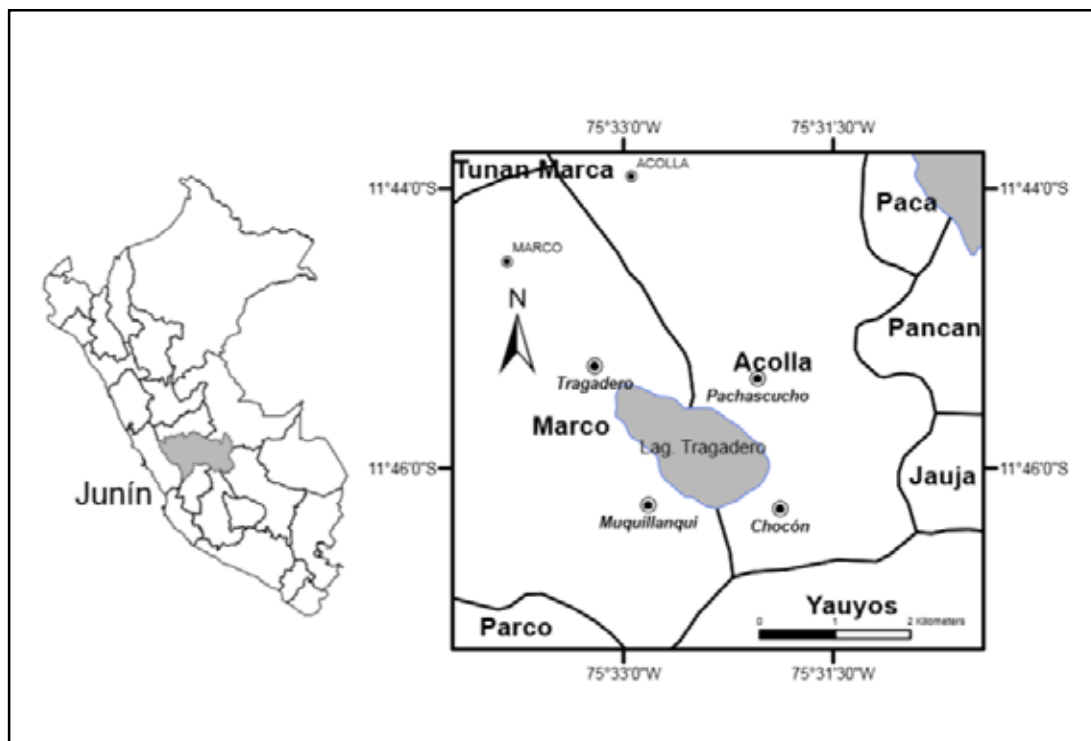 Junín
75°33'0"W
75°31'30"W
11°44'0"S
11°44'0"S
Tunan Marca
ACOLLA
Paca
MARCO
N
Pancan
Acolla
Tragadero
Pachascucho
Marco
Lag. Tragadero
11°46'0"S
11°46'0"S
Jauja
Muquillanqui
Chocón
Yauyos
Parco
0 1 2 Kilometers
75°33'0"W
75°31'30"W